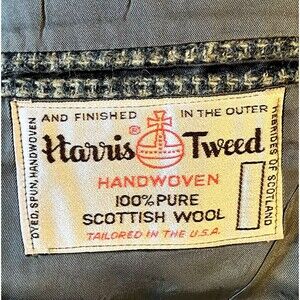 DYED, SPUN, HANDWOVEN
AND FINISHED IN THE OUTER
HEBRIDES OF SCOTLAND
Harris® Tweed
HANDWOVEN
100% PURE
SCOTTISH WOOL
TAILORED IN THE U.S.A.